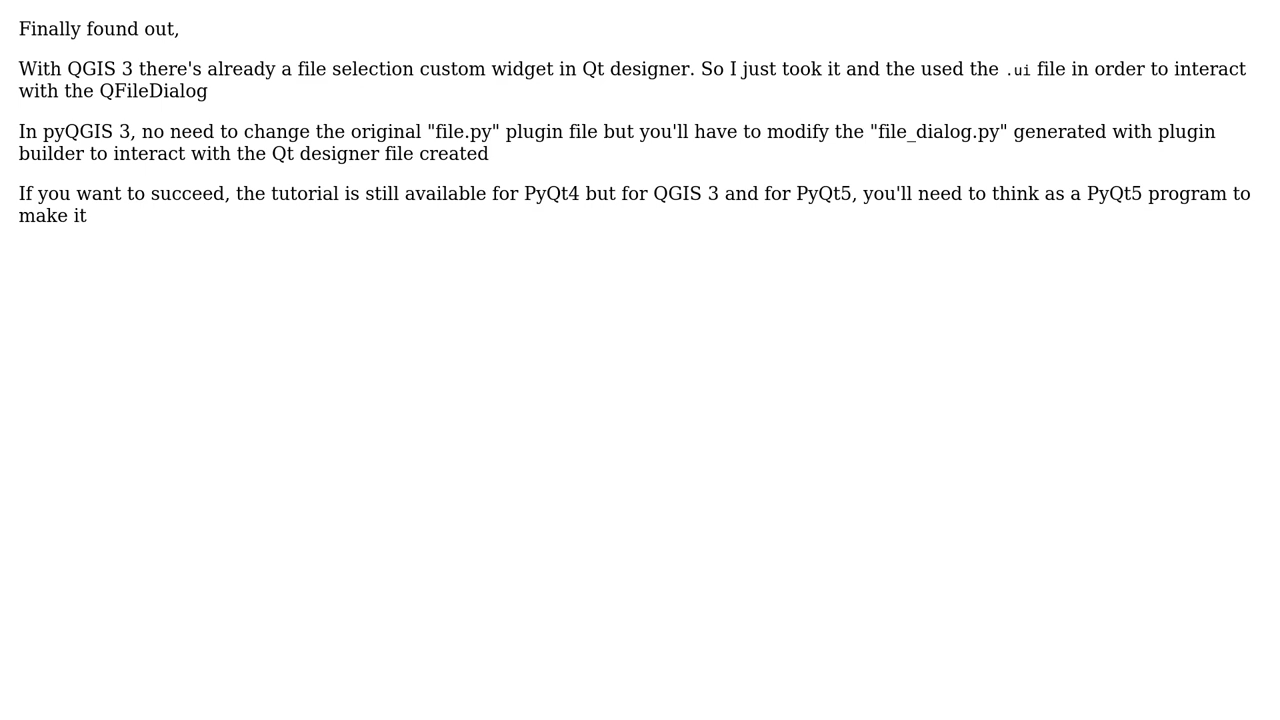 Finally found out,
With QGIS 3 there's already a file selection custom widget in Qt designer. So I just took it and the used the .ui file in order to interact
with the QFileDialog
In pyQGIS 3, no need to change the original "file.py" plugin file but you'll have to modify the "file_dialog.py" generated with plugin
builder to interact with the Qt designer file created
If you want to succeed, the tutorial is still available for PyQt4 but for QGIS 3 and for PyQt5, you'll need to think as a PyQt5 program to
make it